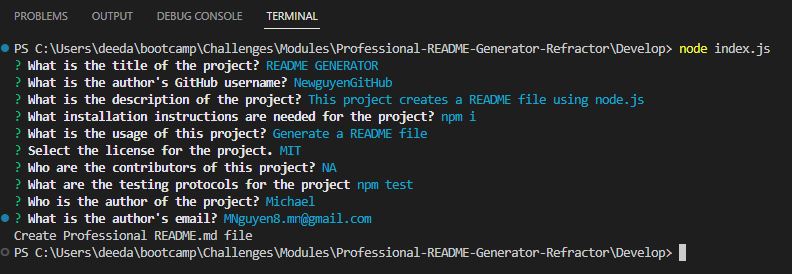 PROBLEMS OUTPUT DEBUG CONSOLE TERMINAL
PS C:\Users\deeda\bootcamp\Challenges\Modules\Professional-README-Generator-Refractor\Develop> node index.js
? What is the title of the project? README GENERATOR
? What is the author's GitHub username? NewguyenGitHub
? What is the description of the project? This project creates a README file using node.js
? What installation instructions are needed for the project? npm i
? What is the usage of this project? Generate a README file
? Select the license for the project. MIT
? Who are the contributors of this project? NA
? What are the testing protocols for the project npm test
? Who is the author of the project? Michael
? What is the author's email? MNguyen8.mn@gmail.com
Create Professional README.md file
PS C:\Users\deeda\bootcamp\Challenges\Modules\Professional-README-Generator-Refractor\Develop>